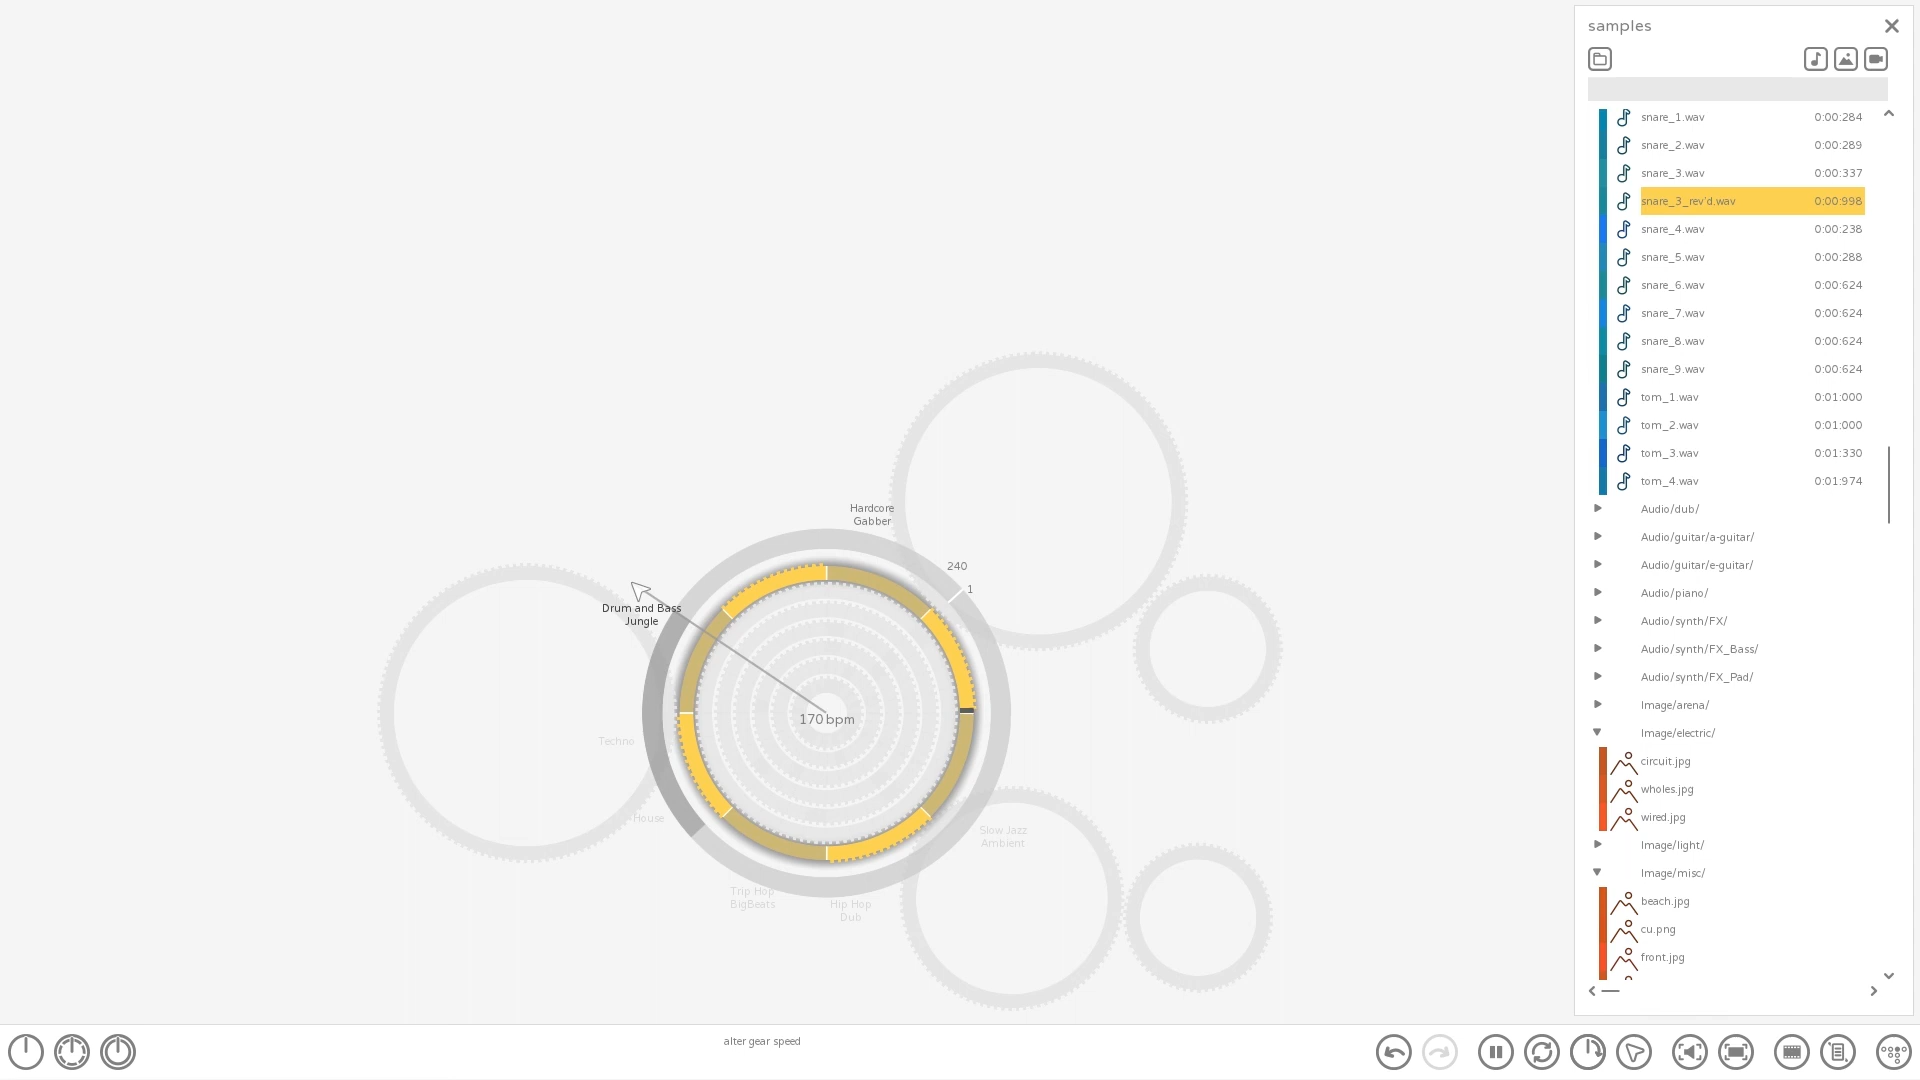 samples
snare_1.wav 0:00:284
snare_2.wav 0:00:289
snare_3.wav 0:00:337
snare_3_rev'd.wav 0:00:998
snare_4.wav 0:00:238
snare_5.wav 0:00:288
snare_6.wav 0:00:624
snare_7.wav 0:00:624
snare_8.wav 0:00:624
snare_9.wav 0:00:624
tom_1.wav 0:01:000
tom_2.wav 0:01:000
tom_3.wav 0:01:330
tom_4.wav 0:01:974
Audio/dub/
Audio/guitar/a-guitar/
Audio/guitar/e-guitar/
Audio/piano/
Audio/synth/FX/
Audio/synth/FX_Bass/
Audio/synth/FX_Pad/
Image/arena/
Image/electric/
circuit.jpg
wholes.jpg
wired.jpg
Image/light/
Image/misc/
beach.jpg
cu.png
front.jpg
Hardcore
Gabber
240
1
Drum and Bass
Jungle
170 bpm
Techno
House
Slow Jazz
Ambient
Trip Hop
BigBeats
Hip Hop
Dub
alter gear speed